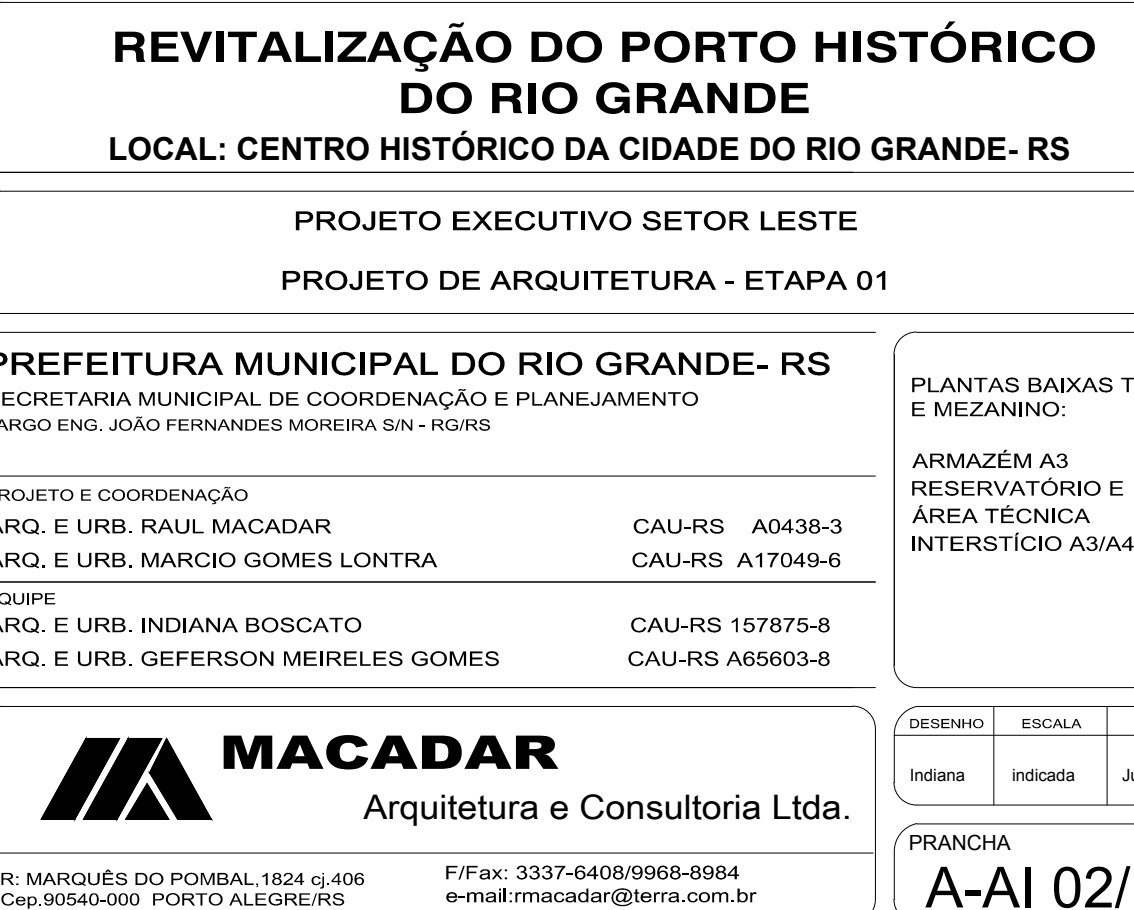 REVITALIZAÇÃO DO PORTO HISTÓRICO
DO RIO GRANDE
LOCAL: CENTRO HISTÓRICO DA CIDADE DO RIO GRANDE- RS
PROJETO EXECUTIVO SETOR LESTE
PROJETO DE ARQUITETURA - ETAPA 01
PREFEITURA MUNICIPAL DO RIO GRANDE- RS
ECRETARIA MUNICIPAL DE COORDENAÇÃO E PLANEJAMENTO
ARGO ENG. JOÃO FERNANDES MOREIRA S/N - RG/RS
ROJETO E COORDENAÇÃO
ARQ. E URB. RAUL MACADAR CAU-RS A0438-3
ARQ. E URB. MARCIO GOMES LONTRA CAU-RS A17049-6
QUIPE
ARQ. E URB. INDIANA BOSCATO CAU-RS 157875-8
ARQ. E URB. GEFERSON MEIRELES GOMES CAU-RS A65603-8
PLANTAS BAIXAS T
E MEZANINO:
ARMAZÉM A3
RESERVATÓRIO E
ÁREA TÉCNICA
INTERSTÍCIO A3/A4
MACADAR
Arquitetura e Consultoria Ltda.
R: MARQUÊS DO POMBAL,1824 cj.406
Cep.90540-000 PORTO ALEGRE/RS
F/Fax: 3337-6408/9968-8984
e-mail:rmacadar@terra.com.br
DESENHO ESCALA
Indiana indicada
PRANCHA
A-AI 02/